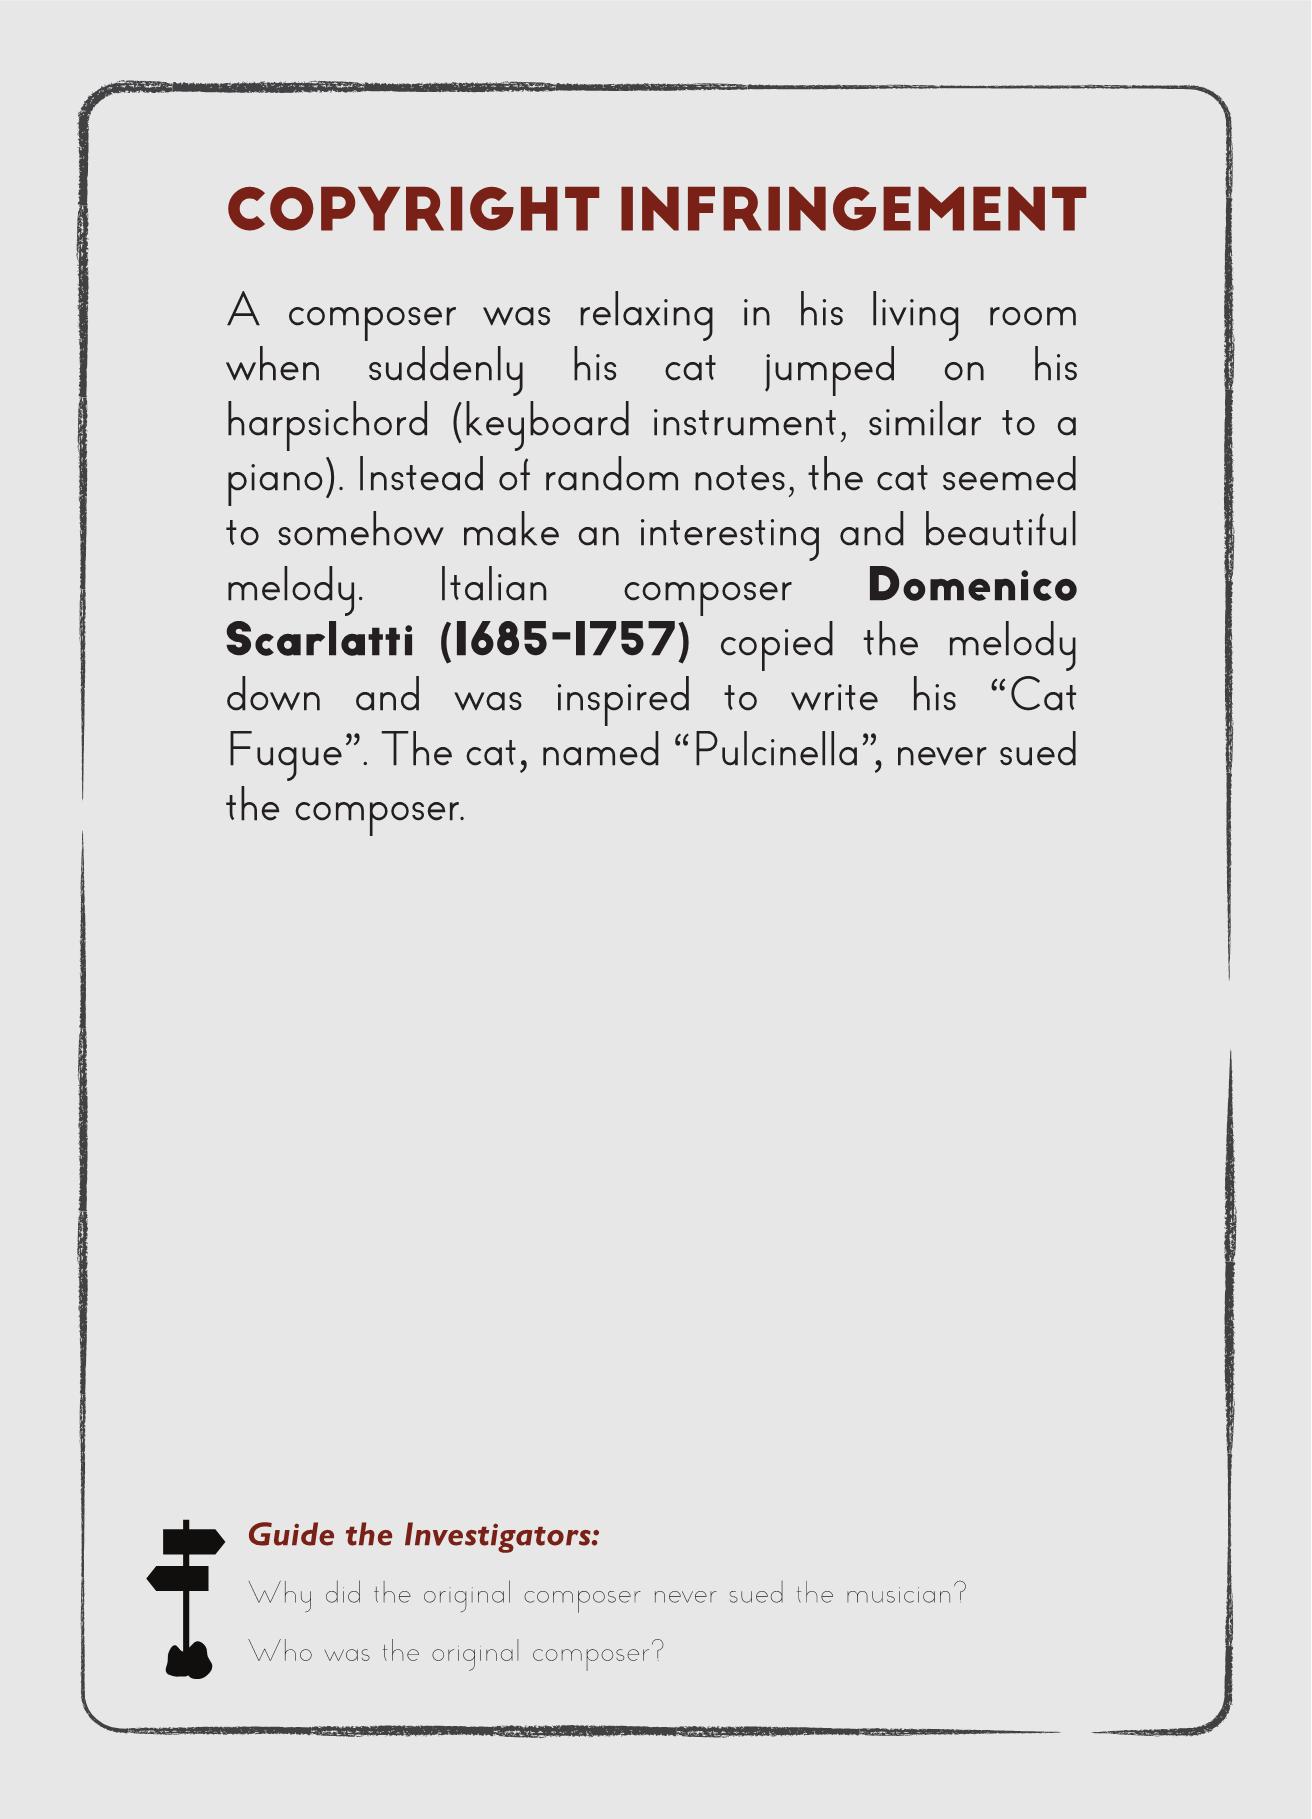 COPYRIGHT INFRINGEMENT
A composer was relaxing in his living room
when suddenly his cat jumped on his
harpsichord (keyboard instrument, similar to a
piano). Instead of random notes, the cat seemed
to somehow make an interesting and beautiful
melody. Italian composer Domenico
Scarlatti (1685-1757) copied the melody
down and was inspired to write his “Cat
Fugue”. The cat, named “Pulcinella”, never sued
the composer.
Guide the Investigators:
Why did the original composer never sued the musician?
Who was the original composer?